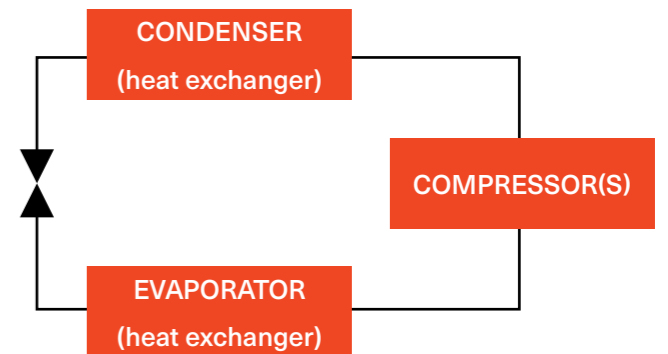 CONDENSER
(heat exchanger)
COMPRESSOR(S)
EVAPORATOR
(heat exchanger)